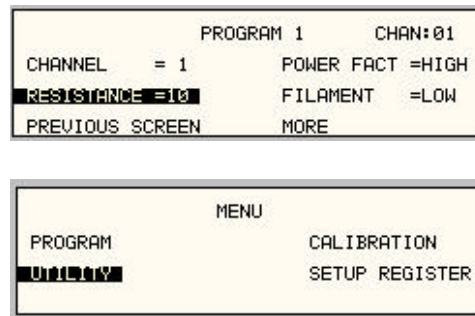 PROGRAM 1 CHAN:01
CHANNEL = 1 POWER FACT =HIGH
RESISTANCE =10 FILAMENT =LOW
PREVIOUS SCREEN MORE
MENU
PROGRAM CALIBRATION
UTILITY SETUP REGISTER